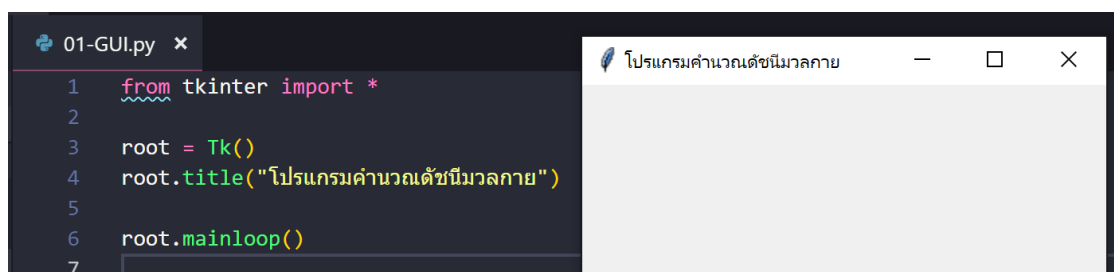 01-GUI.py ×
โปรแกรมคำนวณดัชนีมวลกาย
1 from tkinter import *
2
3 root = Tk()
4 root.title("โปรแกรมคำนวณดัชนีมวลกาย")
5
6 root.mainloop()
7